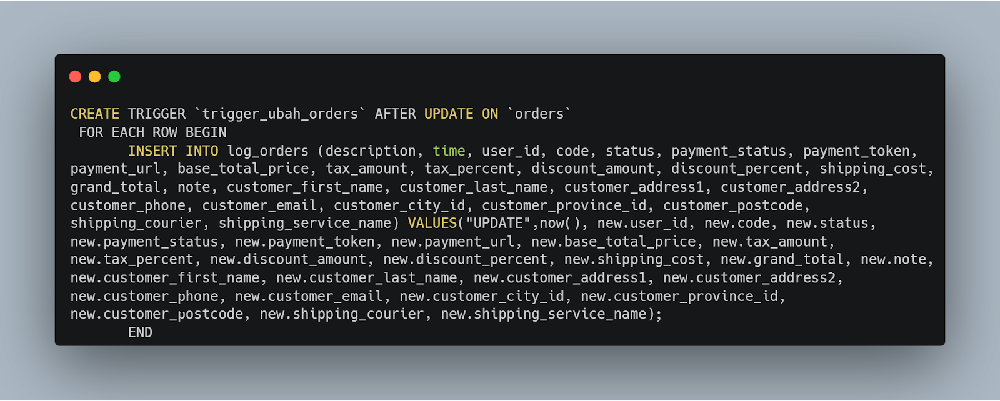 CREATE TRIGGER `trigger_ubah_orders` AFTER UPDATE ON `orders`
FOR EACH ROW BEGIN
INSERT INTO log_orders (description, time, user_id, code, status, payment_status, payment_token,
payment_url, base_total_price, tax_amount, tax_percent, discount_amount, discount_percent, shipping_cost,
grand_total, note, customer_first_name, customer_last_name, customer_address1, customer_address2,
customer_phone, customer_email, customer_city_id, customer_province_id, customer_postcode,
shipping_courier, shipping_service_name) VALUES("UPDATE",now(), new.user_id, new.code, new.status,
new.payment_status, new.payment_token, new.payment_url, new.base_total_price, new.tax_amount,
new.tax_percent, new.discount_amount, new.discount_percent, new.shipping_cost, new.grand_total, new.note,
new.customer_first_name, new.customer_last_name, new.customer_address1, new.customer_address2,
new.customer_phone, new.customer_email, new.customer_city_id, new.customer_province_id,
new.customer_postcode, new.shipping_courier, new.shipping_service_name);
END